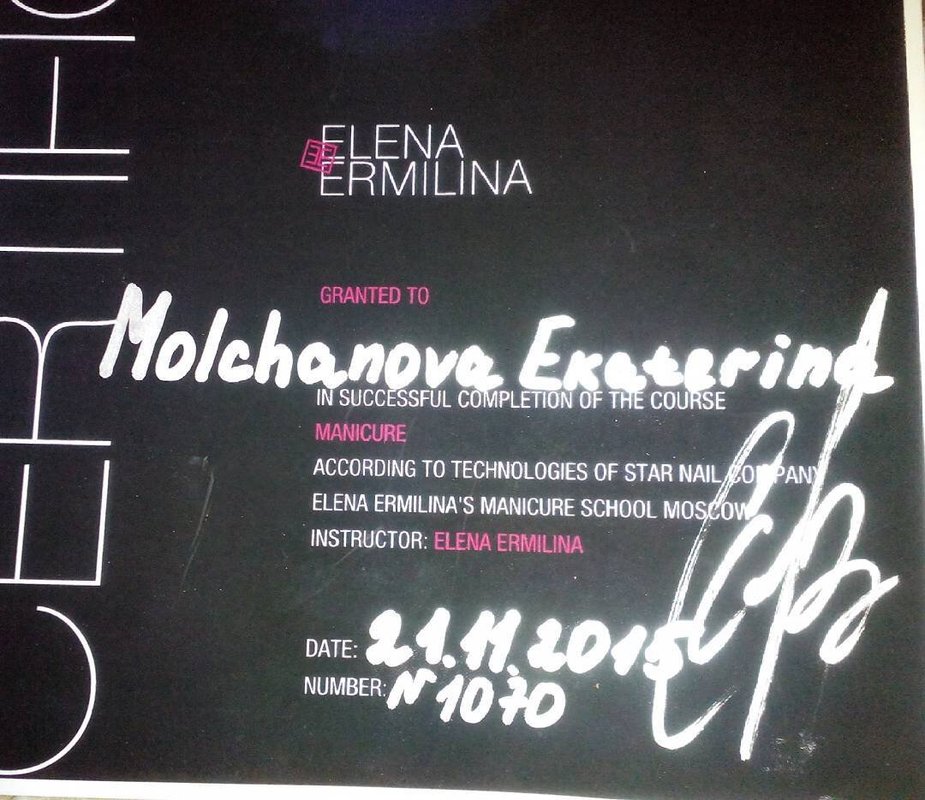 ELENA
ERMILINA
GRANTED TO
Molchanova Ekaterina
IN SUCCESSFUL COMPLETION OF THE COURSE
MANICURE
ACCORDING TO TECHNOLOGIES OF STAR NAIL COMPANY
ELENA ERMILINA'S MANICURE SCHOOL MOSCOW
INSTRUCTOR: ELENA ERMILINA
DATE: 21.11.2015
NUMBER: N 1070